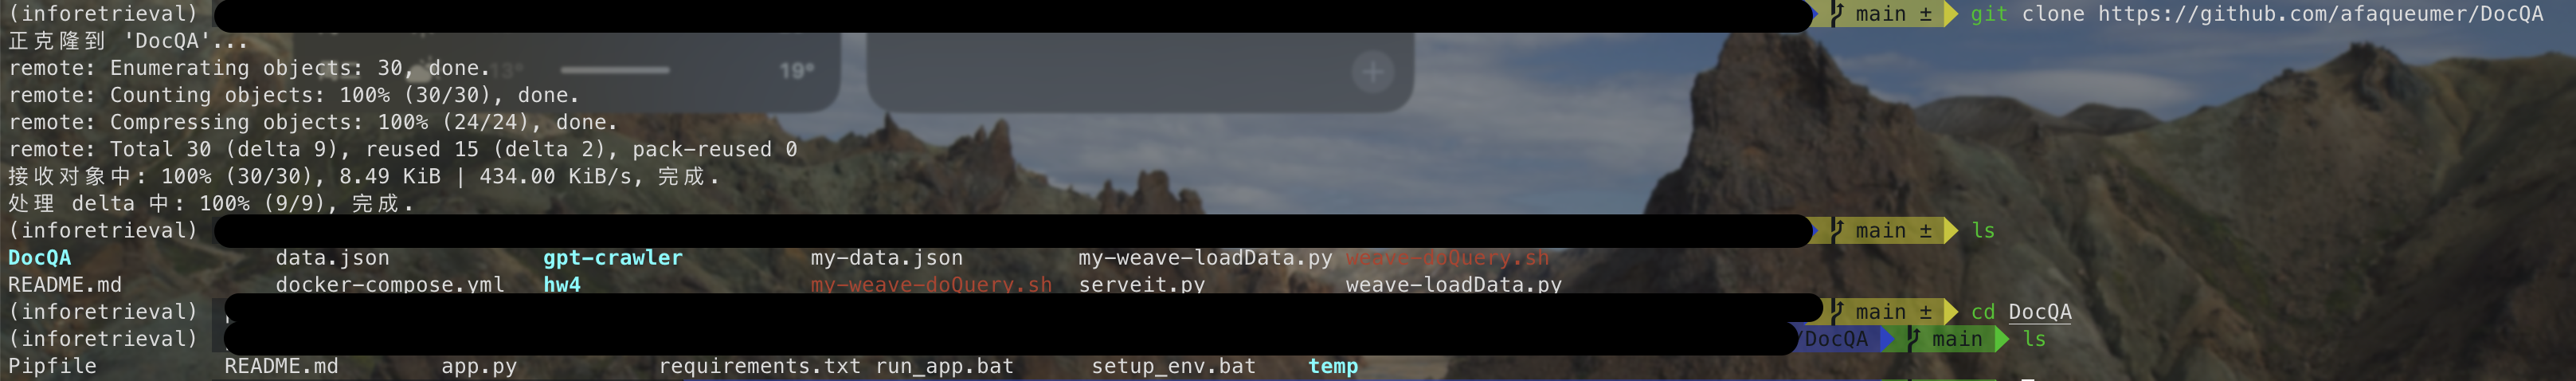 (inforetrieval) main ± git clone https://github.com/afaqueumer/DocQA
正克隆到 'DocQA'...
remote: Enumerating objects: 30, done.
13° 19°
remote: Counting objects: 100% (30/30), done.
remote: Compressing objects: 100% (24/24), done.
remote: Total 30 (delta 9), reused 15 (delta 2), pack-reused 0
接收对象中: 100% (30/30), 8.49 KiB | 434.00 KiB/s, 完成.
处理 delta 中: 100% (9/9), 完成.
(inforetrieval) main ± ls
DocQA data.json gpt-crawler my-data.json my-weave-loadData.py weave-doQuery.sh
README.md docker-compose.yml hw4 my-weave-doQuery.sh serveit.py weave-loadData.py
(inforetrieval) main ± cd DocQA
(inforetrieval) /DocQA main ls
Pipfile README.md app.py requirements.txt run_app.bat setup_env.bat temp